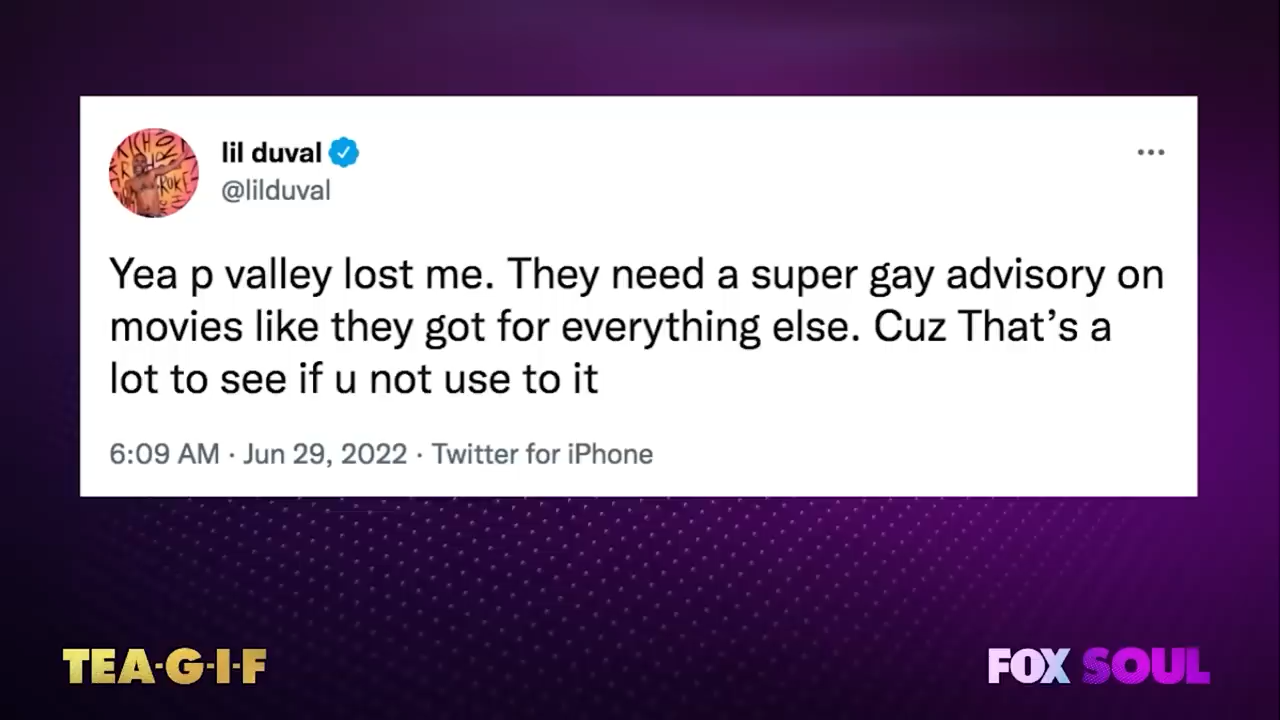 lil duval
@lilduval
Yea p valley lost me. They need a super gay advisory on
movies like they got for everything else. Cuz That’s a
lot to see if u not use to it
6:09 AM · Jun 29, 2022 · Twitter for iPhone
TEA·G·I·F
FOX SOUL